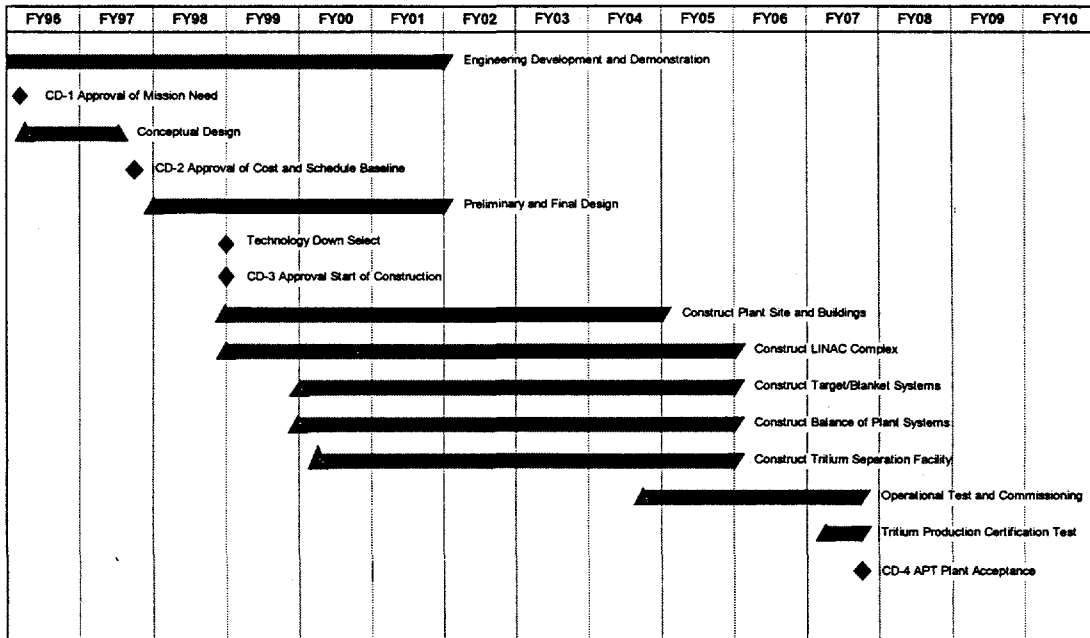 FY96 FY97 FY98 FY99 FY00 FY01 FY02 FY03 FY04 FY05 FY06 FY07 FY08 FY09 FY10
Engineering Development and Demonstration
CD-1 Approval of Mission Need
Conceptual Design
CD-2 Approval of Cost and Schedule Baseline
Preliminary and Final Design
Technology Down Select
CD-3 Approval Start of Construction
Construct Plant Site and Buildings
Construct LINAC Complex
Construct Target/Blanket Systems
Construct Balance of Plant Systems
Construct Tritium Separation Facility
Operational Test and Commissioning
Tritium Production Certification Test
CD-4 APT Plant Acceptance